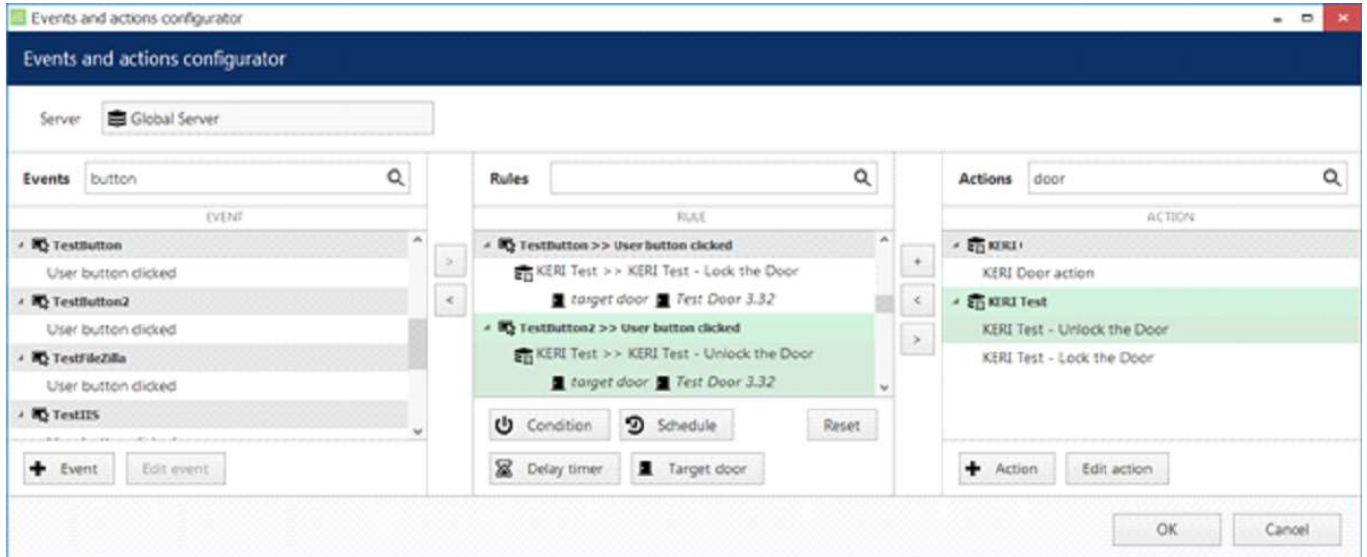 Events and actions configurator
Events and actions configurator
Server Global Server
Events button
EVENT
TestButton
User button clicked
TestButton2
User button clicked
TestFileZilla
User button clicked
TestIIS
+ Event Edit event
>
<
Rules
RULE
TestButton >> User button clicked
KERI Test >> KERI Test - Lock the Door
target door Test Door 3.32
TestButton2 >> User button clicked
KERI Test >> KERI Test - Unlock the Door
target door Test Door 3.32
Condition Schedule Reset
Delay timer Target door
+
<
>
Actions door
ACTION
KERI
KERI Door action
KERI Test
KERI Test - Unlock the Door
KERI Test - Lock the Door
+ Action Edit action
OK Cancel